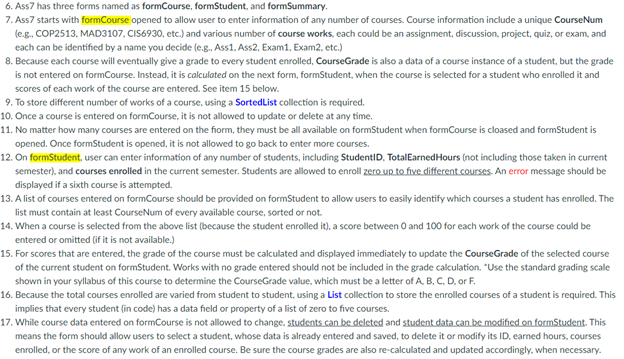 6. Ass7 has three forms named as formCourse, formStudent, and formSummary.
7. Ass7 starts with formCourse opened to allow user to enter information of any number of courses. Course information include a unique CourseNum
(e.g., COP2513, MAD3107, CIS6930, etc.) and various number of course works, each could be an assignment, discussion, project, quiz, or exam, and
each can be identified by a name you decide (e.g., Ass1, Ass2, Exam1, Exam2, etc.)
8. Because each course will eventually give a grade to every student enrolled, CourseGrade is also a data of a course instance of a student, but the grade
is not entered on formCourse. Instead, it is calculated on the next form, formStudent, when the course is selected for a student who enrolled it and
scores of each work of the course are entered. See item 15 below.
9. To store different number of works of a course, using a SortedList collection is required.
10. Once a course is entered on formCourse, it is not allowed to update or delete at any time.
11. No matter how many courses are entered on the fiorm, they must be all available on formStudent when formCourse is cloased and formStudent is
opened. Once formStudent is opened, it is not allowed to go back to enter more courses.
12. On formStudent, user can enter information of any number of students, including StudentID, TotalEarnedHours (not including those taken in current
semester), and courses enrolled in the current semester. Students are allowed to enroll zero up to five different courses. An error message should be
displayed if a sixth course is attempted.
13. A list of courses entered on formCourse should be provided on formStudent to allow users to easily identify which courses a student has enrolled. The
list must contain at least CourseNum of every available course, sorted or not.
14. When a course is selected from the above list (because the student enrolled it), a score between 0 and 100 for each work of the course could be
entered or omitted (if it is not available.)
15. For scores that are entered, the grade of the course must be calculated and displayed immediately to update the CourseGrade of the selected course
of the current student on formStudent. Works with no grade entered should not be included in the grade calculation. "Use the standard grading scale
shown in your syllabus of this course to determine the CourseGrade value, which must be a letter of A, B, C, D, or F.
16. Because the total courses enrolled are varied from student to student, using a List collection to store the enrolled courses of a student is required. This
implies that every student (in code) has a data field or property of a list of zero to five courses.
17. While course data entered on formCourse is not allowed to change, students can be deleted and student data can be modified on formStudent. This
means the form should allow users to select a student, whose data is already entered and saved, to delete it or modify its ID, earned hours, courses
enrolled, or the score of any work of an enrolled course. Be sure the course grades are also re-calculated and updated accordingly, when necessary.